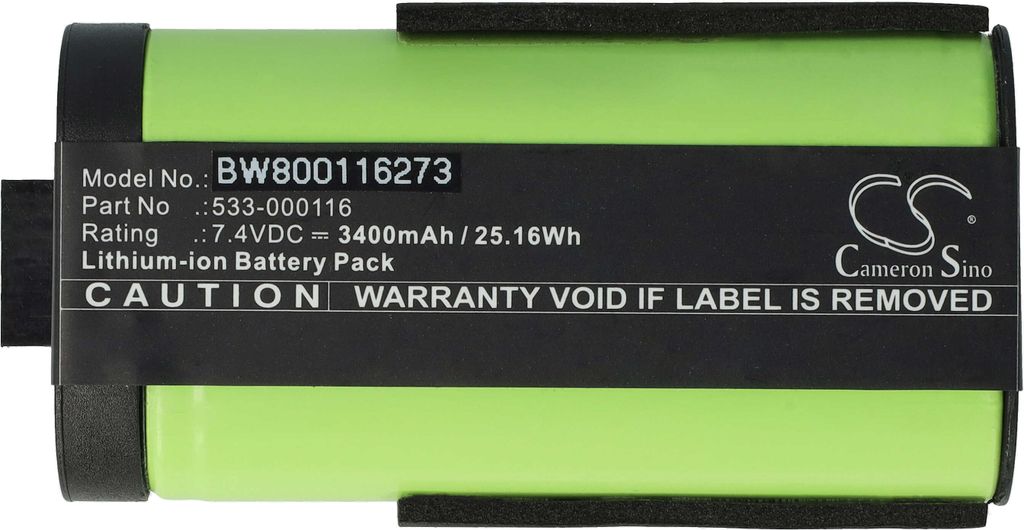 Model No.: BW800116273
Part No .: 533-000116
Rating .: 7.4VDC ⎓ 3400mAh / 25.16Wh
Lithium-ion Battery Pack
CS ®
Cameron Sino
CAUTION WARRANTY VOID IF LABEL IS REMOVED